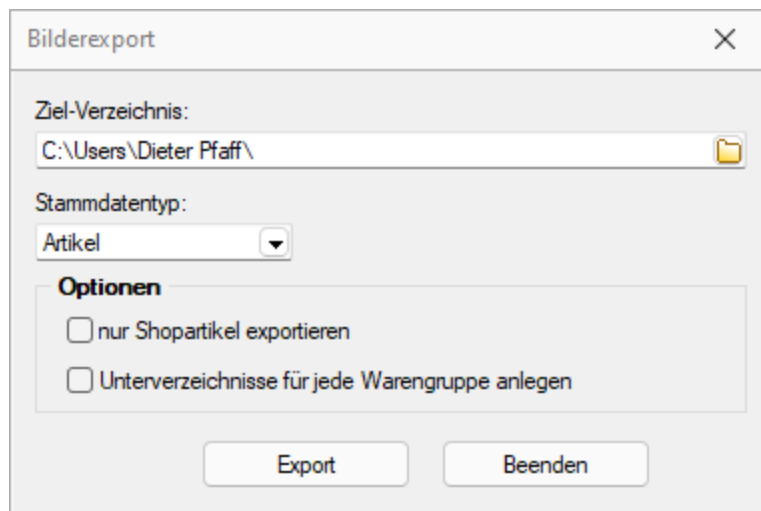 Bilderexport
Ziel-Verzeichnis:
C:\Users\Dieter Pfaff\
Stammdatentyp:
Artikel
Optionen
nur Shopartikel exportieren
Unterverzeichnisse für jede Warengruppe anlegen
Export Beenden